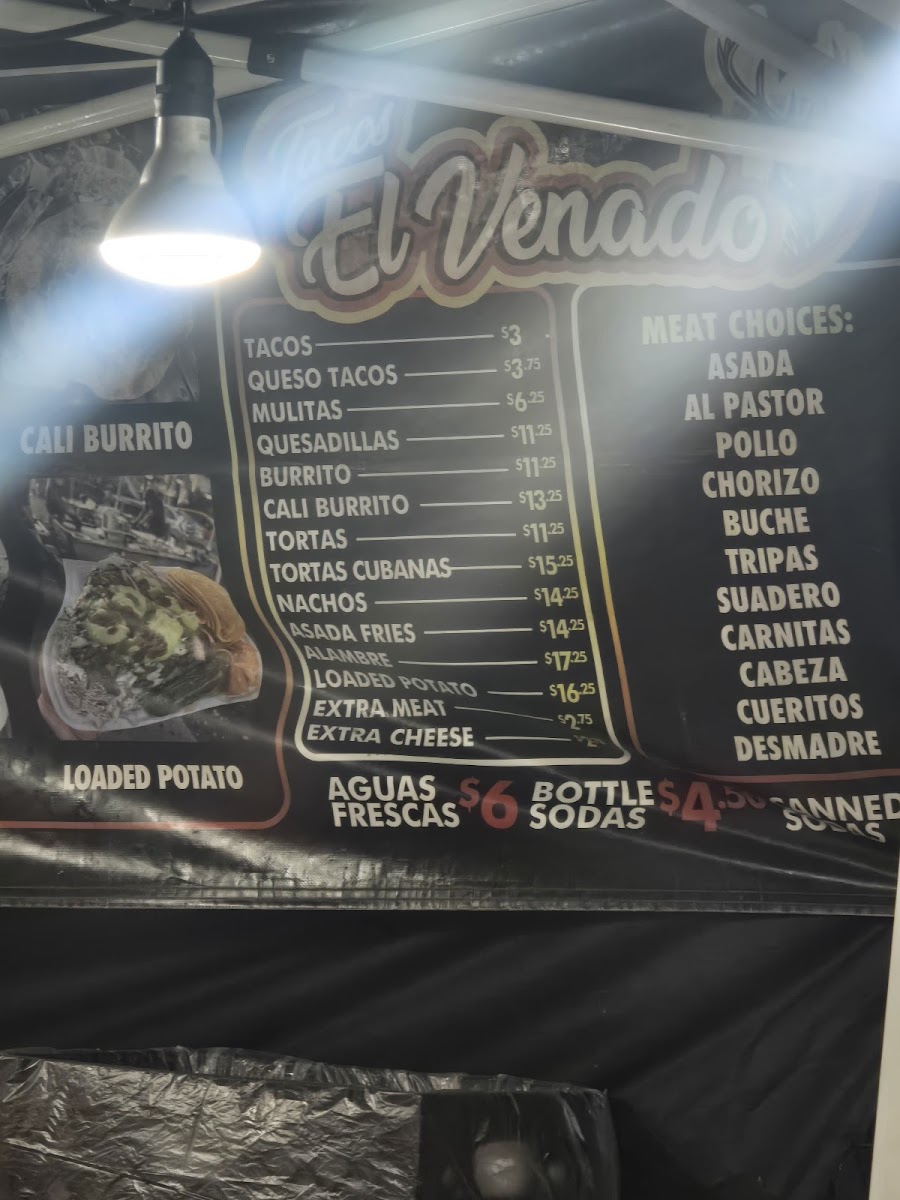 Tacos
El Venado
TACOS $3
QUESO TACOS $3.75
MULITAS $6.25
QUESADILLAS $11.25
BURRITO $11.25
CALI BURRITO $13.25
TORTAS $11.25
TORTAS CUBANAS $15.25
NACHOS $14.25
ASADA FRIES $14.25
ALAMBRE $17.25
LOADED POTATO $16.25
EXTRA MEAT $2.75
EXTRA CHEESE
MEAT CHOICES:
ASADA
AL PASTOR
POLLO
CHORIZO
BUCHE
TRIPAS
SUADERO
CARNITAS
CABEZA
CUERITOS
DESMADRE
CALI BURRITO
LOADED POTATO
AGUAS
FRESCAS $6
BOTTLE
SODAS $4.50
CANNED
SODAS